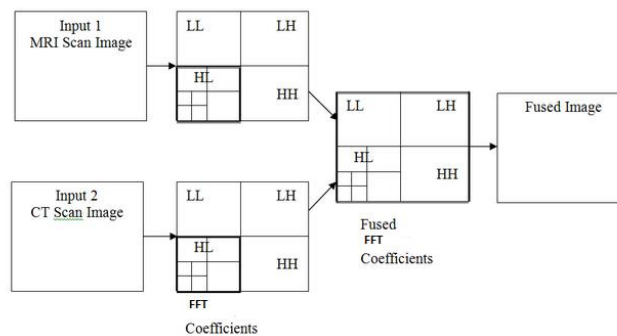 Input 1
MRI Scan Image
LL
LH
HL
HH
LL
LH
HL
HH
Fused Image
Input 2
CT Scan Image
LL
LH
HL
HH
Fused
FFT
Coefficients
FFT
Coefficients